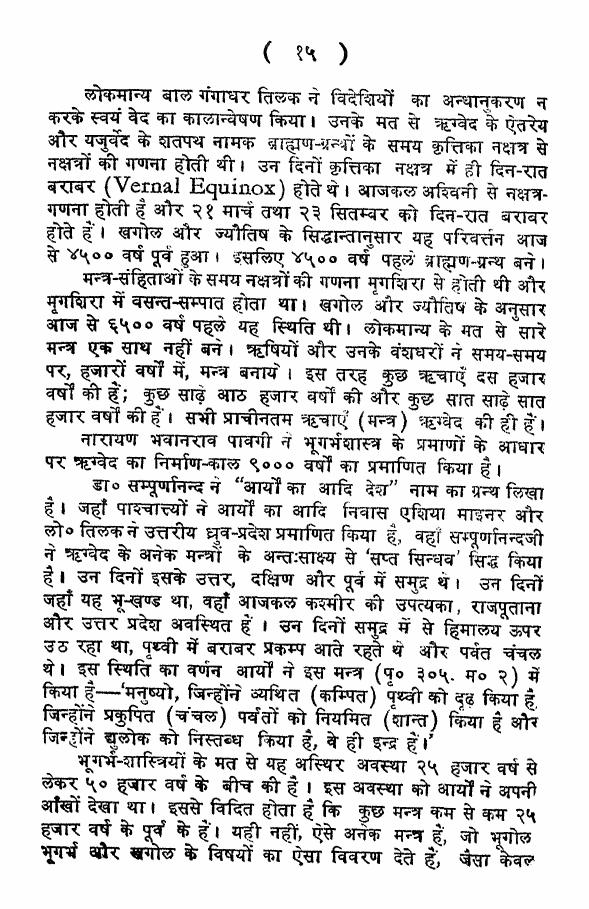 ( १५ )
लोकमान्य बाल गंगाधर तिलक ने विदेशियों का अन्धानुकरण न
करके स्वयं वेद का कालान्वेषण किया। उनके मत से ऋग्वेद के ऐतरेय
और यजुर्वेद के शतपथ नामक ब्राह्मण-ग्रन्थों के समय कृत्तिका नक्षत्र से
नक्षत्रों की गणना होती थी। उन दिनों कृत्तिका नक्षत्र में ही दिन-रात
बराबर (Vernal Equinox) होते थे। आजकल अश्विनी से नक्षत्र-
गणना होती है और २१ मार्च तथा २३ सितम्बर को दिन-रात बराबर
होते हैं। खगोल और ज्यौतिष के सिद्धान्तानुसार यह परिवर्त्तन आज
से ४५०० वर्ष पूर्व हुआ। इसलिए ४५०० वर्ष पहले ब्राह्मण-ग्रन्थ बने।
मन्त्र-संहिताओं के समय नक्षत्रों की गणना मृगशिरा से होती थी और
मृगशिरा में वसन्त-सम्पात होता था। खगोल और ज्यौतिष के अनुसार
आज से ६५०० वर्ष पहले यह स्थिति थी। लोकमान्य के मत से सारे
मन्त्र एक साथ नहीं बने। ऋषियों और उनके वंशधरों ने समय-समय
पर, हजारों वर्षों में, मन्त्र बनाये। इस तरह कुछ ऋचाएँ दस हजार
वर्षों की हैं; कुछ साढ़े आठ हजार वर्षों की और कुछ सात साढ़े सात
हजार वर्षों की हैं। सभी प्राचीनतम ऋचाएँ (मन्त्र) ऋग्वेद की ही हैं।
नारायण भवानराव पावगी ने भूगर्भशास्त्र के प्रमाणों के आधार
पर ऋग्वेद का निर्माण-काल ९००० वर्षों का प्रमाणित किया है।
डा० सम्पूर्णानन्द ने “आर्यों का आदि देश” नाम का ग्रन्थ लिखा
है। जहाँ पाश्चात्त्यों ने आर्यों का आदि निवास एशिया माइनर और
लो० तिलक ने उत्तरीय ध्रुव-प्रदेश प्रमाणित किया है, वहाँ सम्पूर्णानन्दजी
ने ऋग्वेद के अनेक मन्त्रों के अन्तःसाक्ष्य से ‘सप्त सिन्धव’ सिद्ध किया
है। उन दिनों इसके उत्तर, दक्षिण और पूर्व में समुद्र थे। उन दिनों
जहाँ यह भू-खण्ड था, वहाँ आजकल कश्मीर की उपत्यका, राजपूताना
और उत्तर प्रदेश अवस्थित हैं। उन दिनों समुद्र में से हिमालय ऊपर
उठ रहा था, पृथ्वी में बराबर प्रकम्प आते रहते थे और पर्वत चंचल
थे। इस स्थिति का वर्णन आर्यों ने इस मन्त्र (पृ० ३०५. म० २) में
किया है—‘मनुष्यो, जिन्होंने व्यथित (कम्पित) पृथ्वी को दृढ़ किया है,
जिन्होंने प्रकुपित (चंचल) पर्वतों को नियमित (शान्त) किया है और
जिन्होंने द्युलोक को निस्तब्ध किया है, वे ही इन्द्र हैं।’
भूगर्भ-शास्त्रियों के मत से यह अस्थिर अवस्था २५ हजार वर्ष से
लेकर ५० हजार वर्ष के बीच की है। इस अवस्था को आर्यों ने अपनी
आँखों देखा था। इससे विदित होता है कि कुछ मन्त्र कम से कम २५
हजार वर्ष के पूर्व के हैं। यही नहीं, ऐसे अनेक मन्त्र हैं, जो भूगोल
भूगर्भ और खगोल के विषयों का ऐसा विवरण देते हैं, जैसा केवल